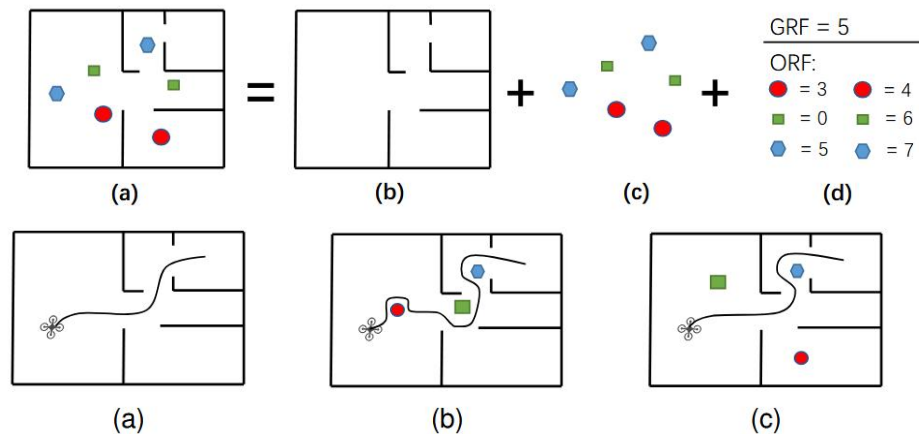 GRF = 5
ORF:
= 3 = 4
= 0 = 6
= 5 = 7
=
+
+
(a) (b) (c) (d)
(a) (b) (c)